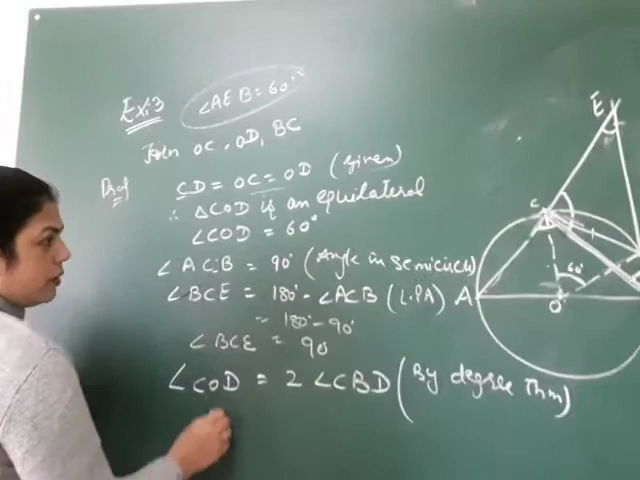 Ex:3 ∠AEB = 60°
Join OC, OD, BC
Proof CD = OC = OD (Given)
∴ ΔCOD is an equilateral
∠COD = 60°
∠ACB = 90° (Angle in semicircle)
∠BCE = 180° - ∠ACB (L.P.A)
= 180° - 90°
∠BCE = 90
∠COD = 2 ∠CBD (By degree Thm)
E
C
60°
A
O